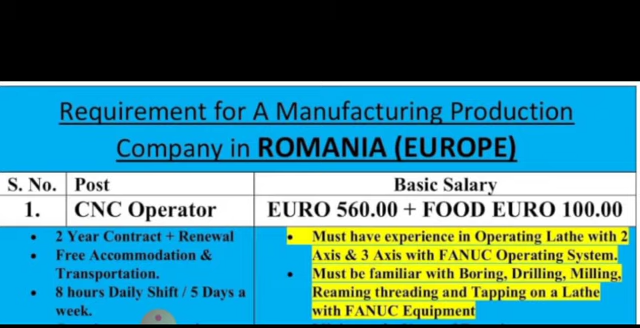 Requirement for A Manufacturing Production
Company in ROMANIA (EUROPE)
S. No. Post Basic Salary
1. CNC Operator EURO 560.00 + FOOD EURO 100.00
• 2 Year Contract + Renewal
• Free Accommodation &
Transportation.
• 8 hours Daily Shift / 5 Days a
week.
• Must have experience in Operating Lathe with 2
Axis & 3 Axis with FANUC Operating System.
• Must be familiar with Boring, Drilling, Milling,
Reaming threading and Tapping on a Lathe
with FANUC Equipment